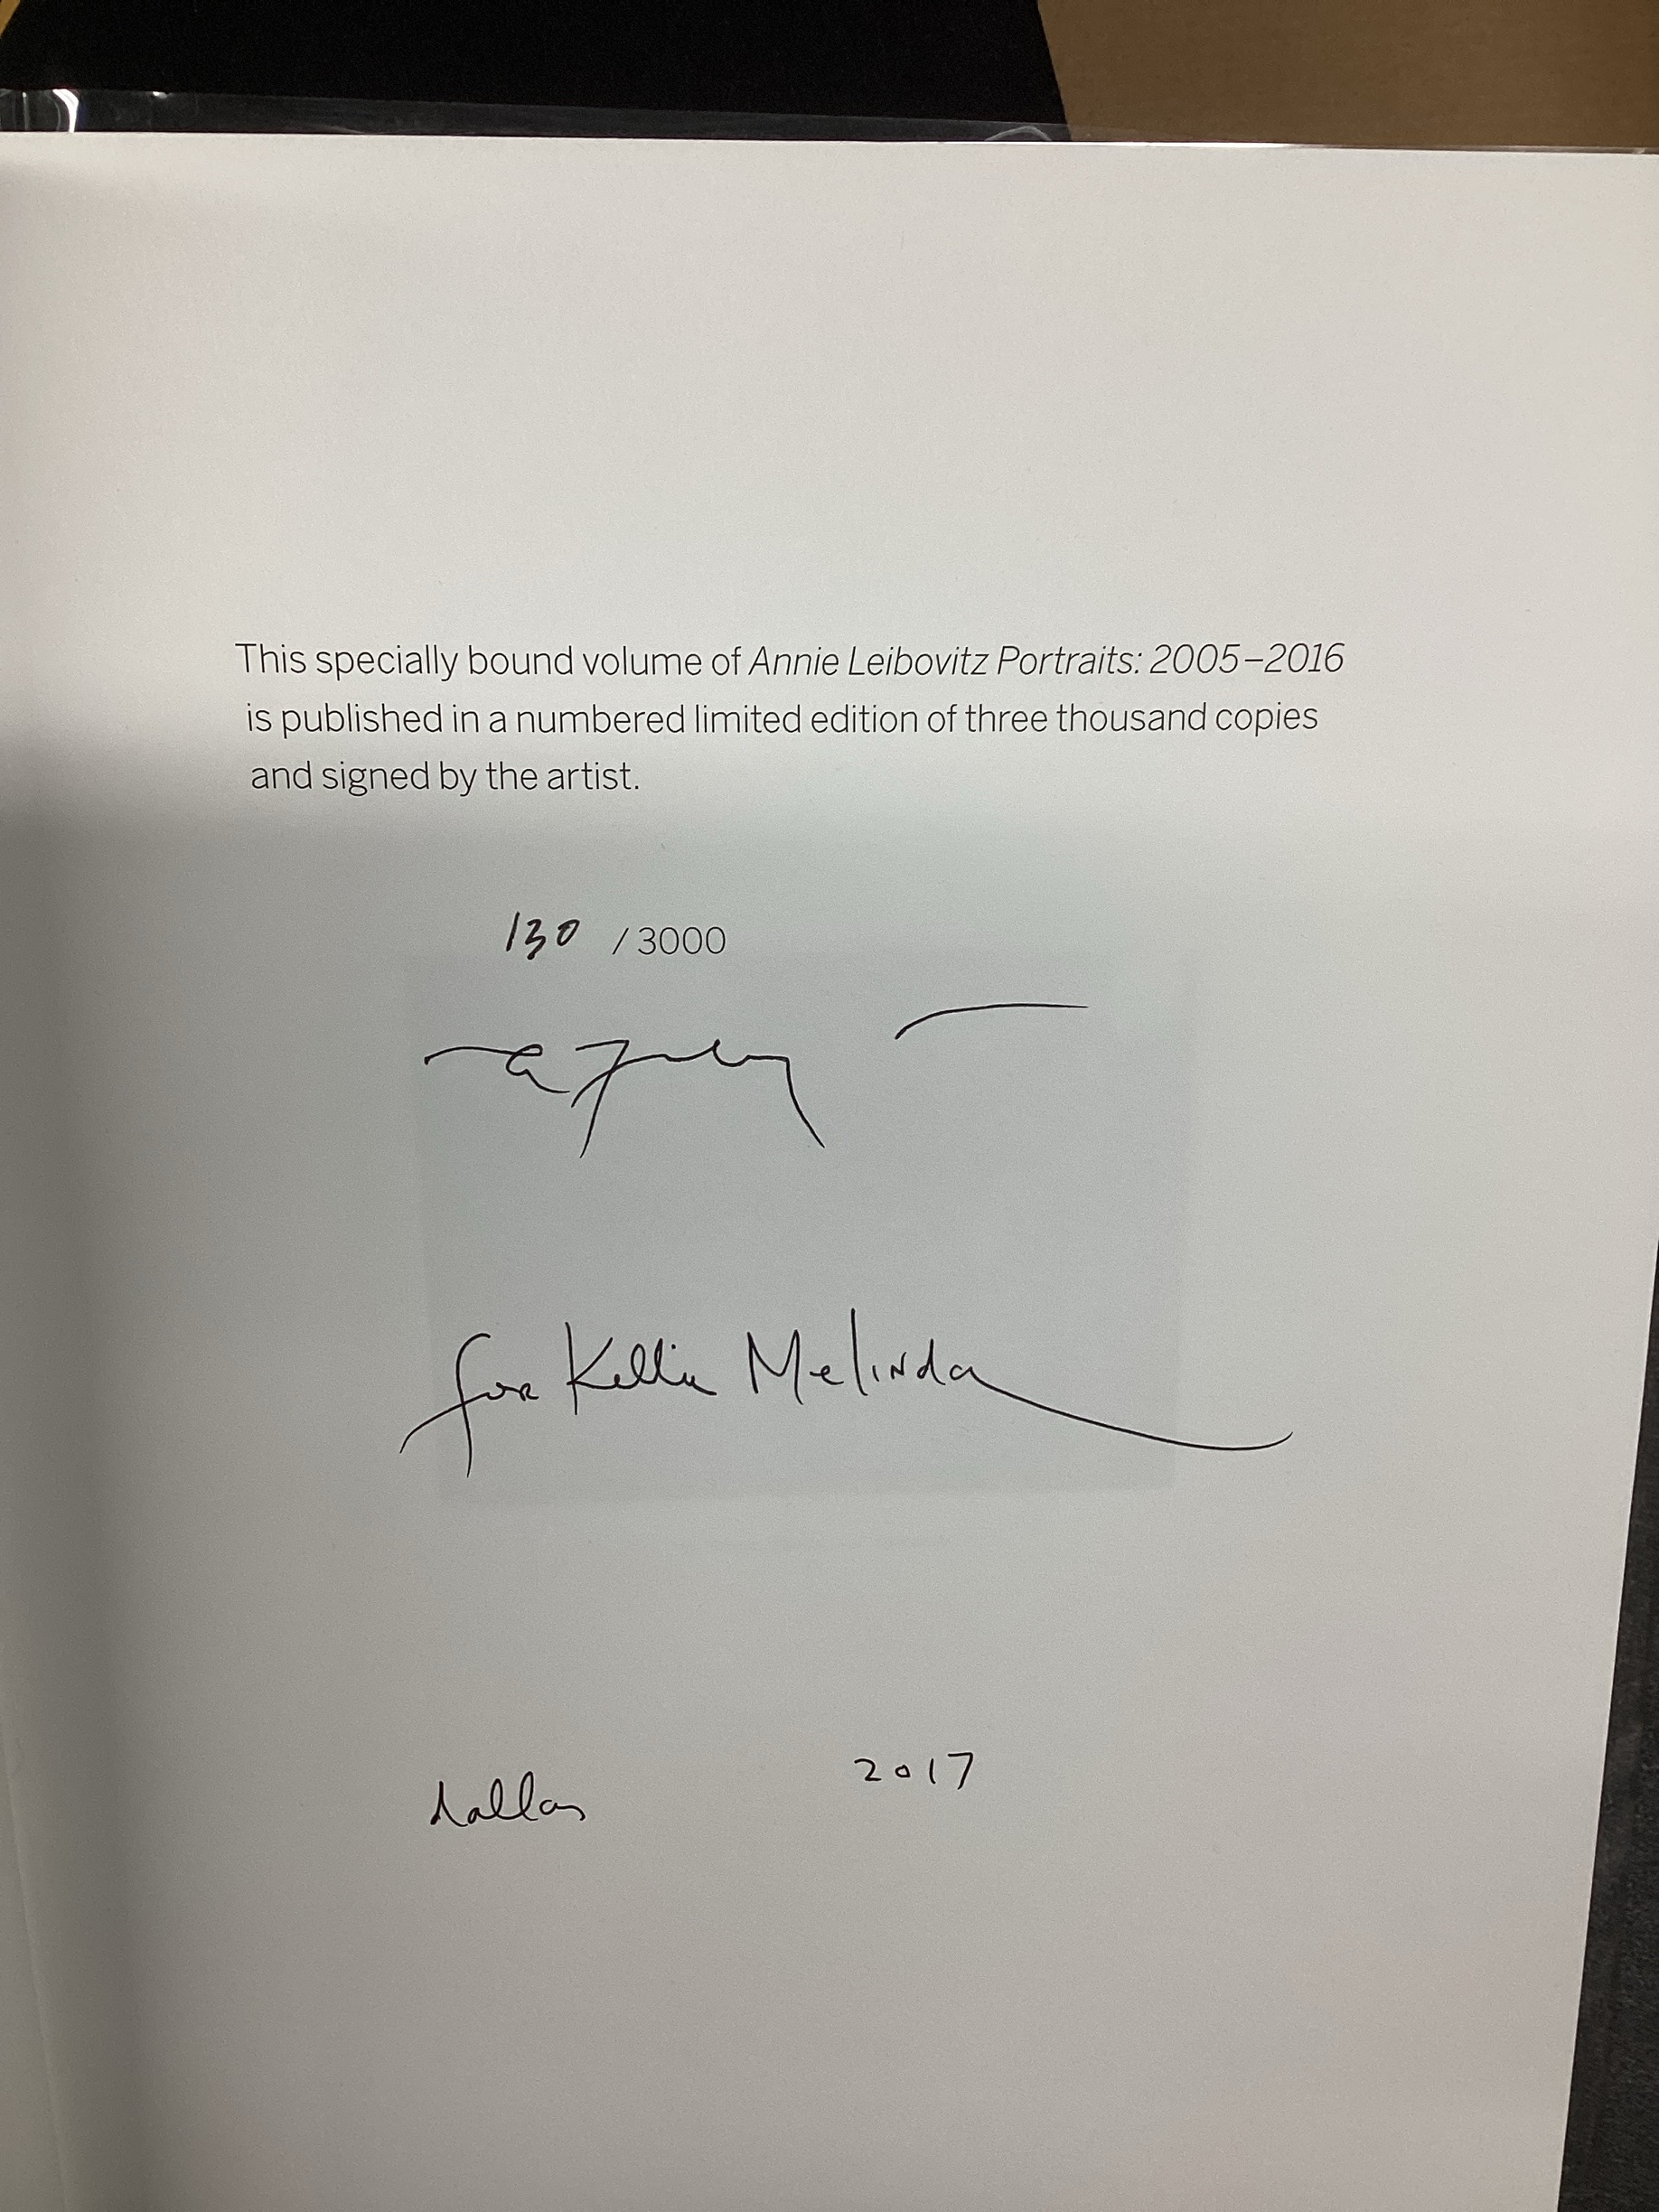 This specially bound volume of Annie Leibovitz Portraits: 2005–2016
is published in a numbered limited edition of three thousand copies
and signed by the artist.
130 / 3000
for Kellie Melinda
dallas 2017